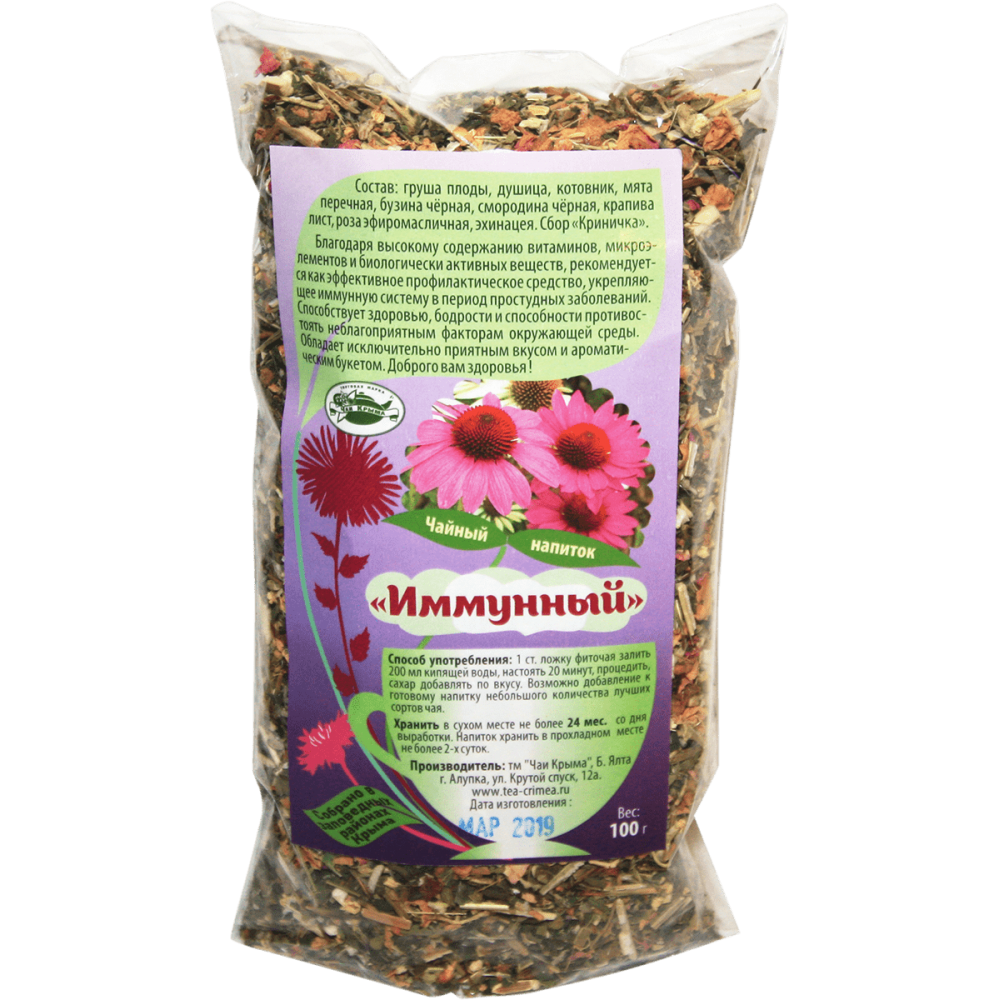 Состав: груша плоды, душица, котовник, мята
перечная, бузина чёрная, смородина чёрная, крапива
лист, роза эфиромасличная, эхинацея. Сбор «Криничка».
Благодаря высокому содержанию витаминов, микроэ-
лементов и биологически активных веществ, рекомендует-
ся как эффективное профилактическое средство, укрепляю-
щее иммунную систему в период простудных заболеваний.
Способствует здоровью, бодрости и способности противос-
тоять неблагоприятным факторам окружающей среды.
Обладает исключительно приятным вкусом и аромати-
ческим букетом. Доброго вам здоровья!
ТОРГОВАЯ МАРКА
Чаи Крыма
Чайный напиток
«Иммунный»
Способ употребления: 1 ст. ложку фиточая залить
200 мл кипящей воды, настоять 20 минут, процедить,
сахар добавлять по вкусу. Возможно добавление к
готовому напитку небольшого количества лучших
сортов чая.
Хранить в сухом месте не более 24 мес. со дня
выработки. Напиток хранить в прохладном месте
не более 2-х суток.
Производитель: тм "Чаи Крыма", Б. Ялта
г. Алупка, ул. Крутой спуск, 12а.
www.tea-crimea.ru
Дата изготовления :
МАР 2019
Вес:
100 г
Собрано в
заповедных
районах
Крыма